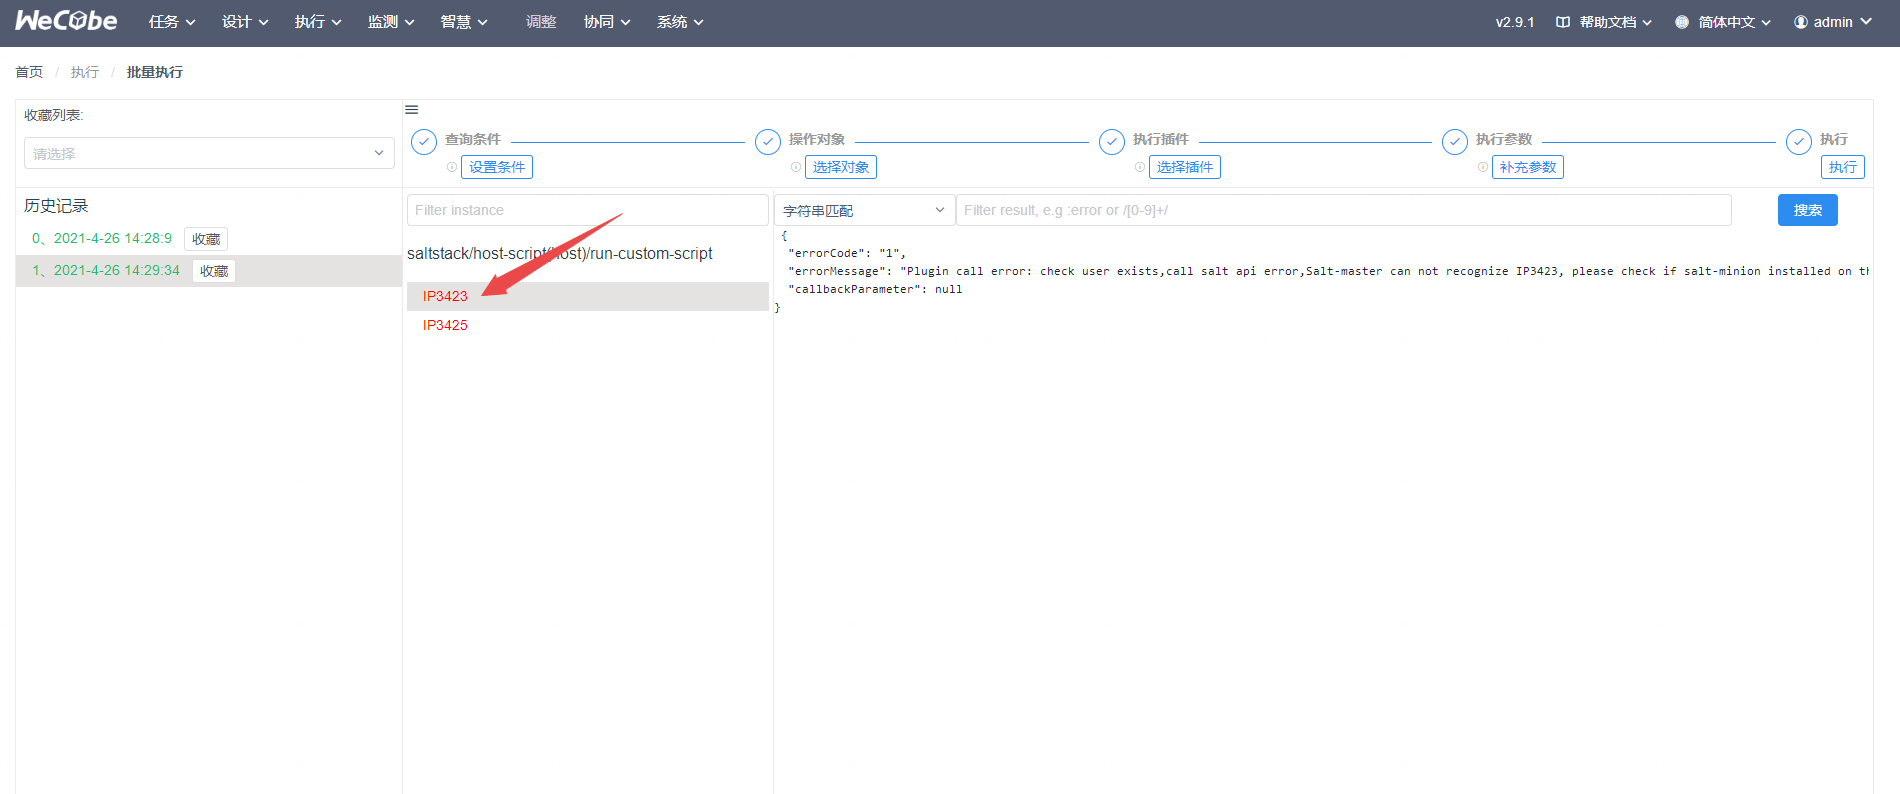 WeCube 任务 设计 执行 监测 智慧 调整 协同 系统 v2.9.1 帮助文档 简体中文 admin
首页 / 执行 / 批量执行
收藏列表:
请选择
查询条件 操作对象 执行插件 执行参数 执行
设置条件 选择对象 选择插件 补充参数 执行
历史记录
0、2021-4-26 14:28:9 收藏
1、2021-4-26 14:29:34 收藏
Filter instance
saltstack/host-script(host)/run-custom-script
IP3423
IP3425
字符串匹配 Filter result, e.g :error or /[0-9]+/ 搜索
{
"errorCode": "1",
"errorMessage": "Plugin call error: check user exists,call salt api error,Salt-master can not recognize IP3423, please check if salt-minion installed on th
"callbackParameter": null
}